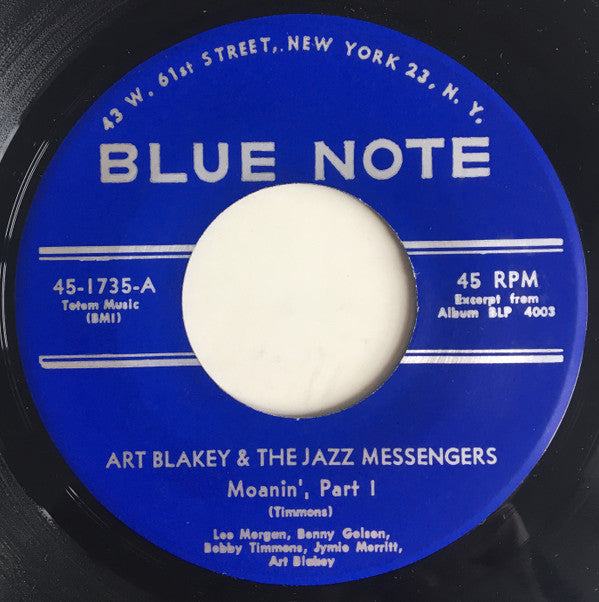 43 W. 61st STREET, NEW YORK 23, N. Y.
BLUE NOTE
45-1735-A
Totem Music
(BMI)
45 RPM
Excerpt from
Album BLP 4003
ART BLAKEY & THE JAZZ MESSENGERS
Moanin', Part 1
(Timmons)
Lee Morgan, Benny Golson,
Bobby Timmons, Jymie Merritt,
Art Blakey